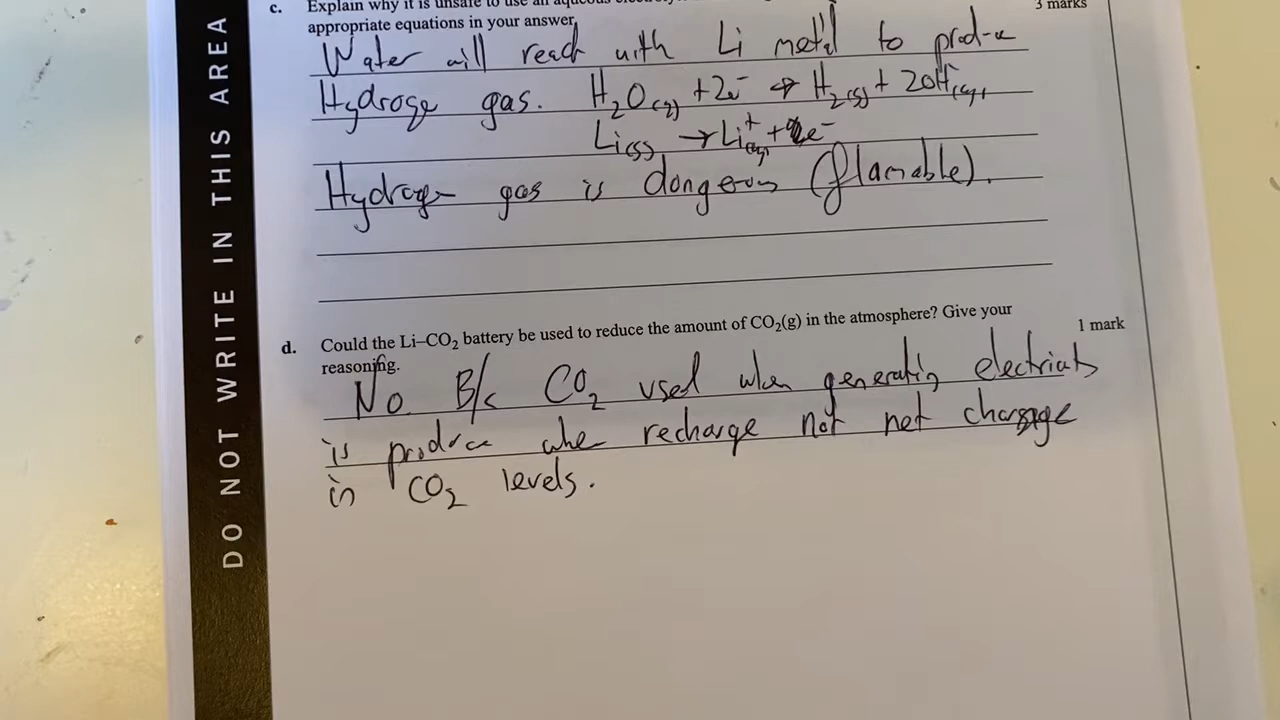 c. Explain why it is unsafe to use an aqueous
3 marks
appropriate equations in your answer.
Water will react with Li metal to produce
Hydroge gas. H2O(g) + 2e- → H2(g) + 2OH-(aq)
Li(s) → Li+(aq) + e-
Hydrogen gas is dangerous (flamable).
d. Could the Li–CO2 battery be used to reduce the amount of CO2(g) in the atmosphere? Give your
1 mark
reasoning.
No B/c CO2 used when generating electricity
is produce when recharge not net change
in CO2 levels.
DO NOT WRITE IN THIS AREA